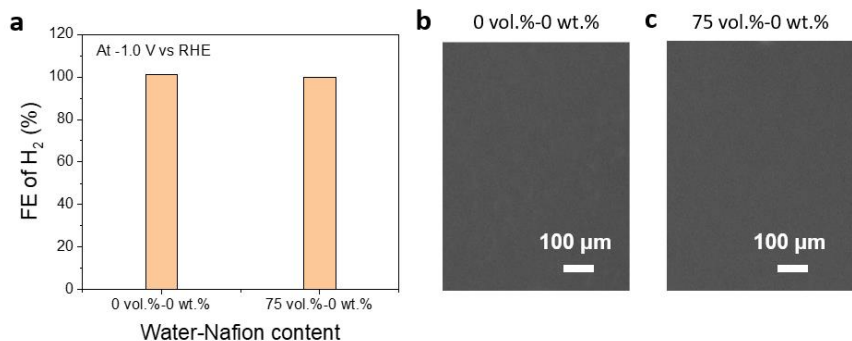 a
At -1.0 V vs RHE
FE of H₂ (%)
120
100
80
60
40
20
0
0 vol.%-0 wt.%
75 vol.%-0 wt.%
Water-Nafion content
b
0 vol.%-0 wt.%
100 µm
c
75 vol.%-0 wt.%
100 µm